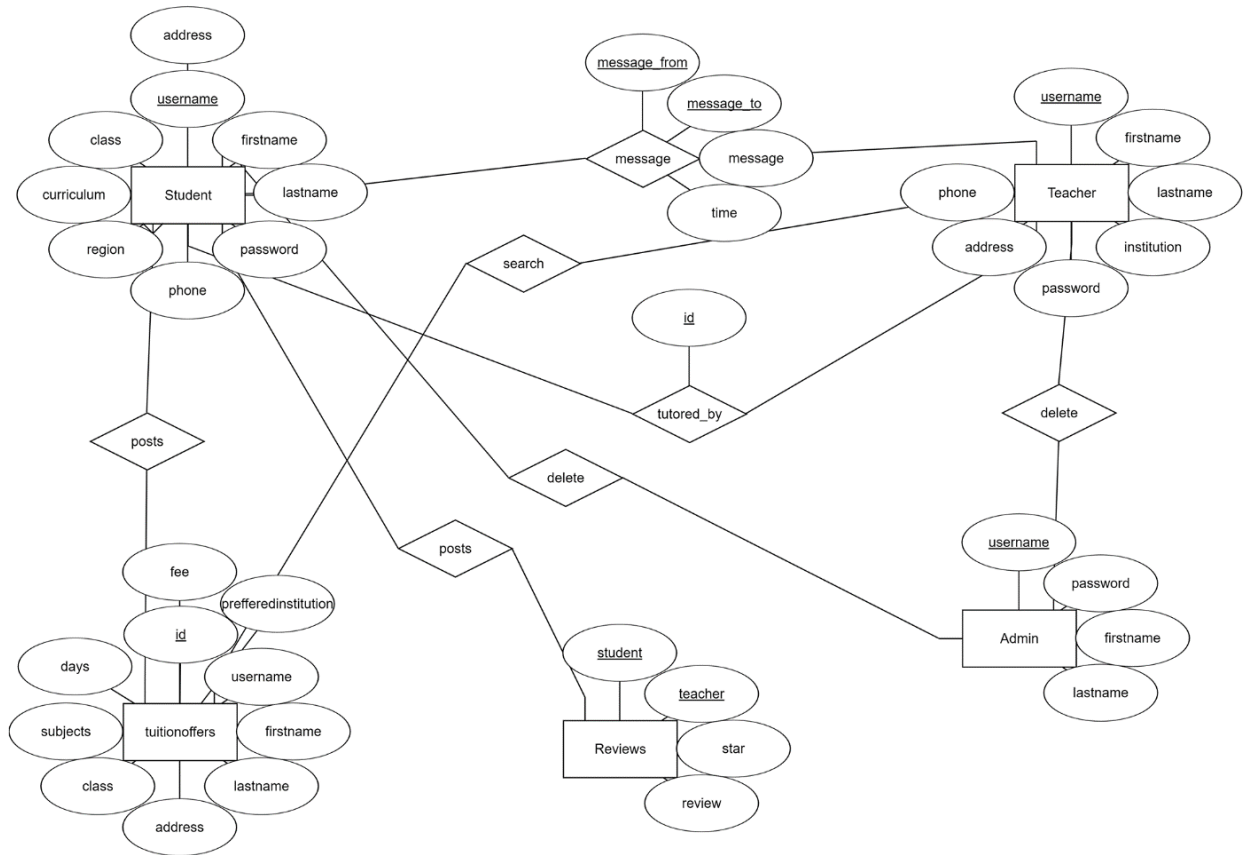 address
username
class
firstname
curriculum
Student
lastname
region
password
phone
message_from
message_to
message
message
time
username
firstname
phone
Teacher
lastname
address
institution
password
search
id
tutored_by
delete
posts
delete
posts
fee
prefferedinstitution
id
days
username
subjects
tuitionoffers
firstname
class
lastname
address
student
teacher
Reviews
star
review
username
password
Admin
firstname
lastname